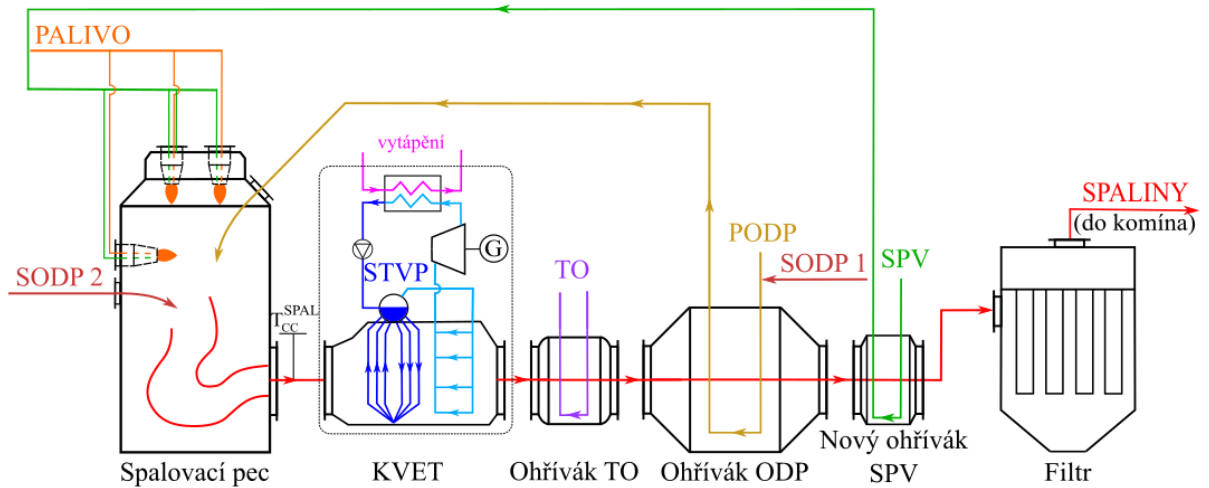 PALIVO
vytápění
SPALINY
(do komína)
G
PODP
SPV
STVP
TO
SODP 1
SODP 2
T_CC^SPAL
Nový ohřívák
SPV
Spalovací pec
KVET
Ohřívák TO
Ohřívák ODP
Filtr